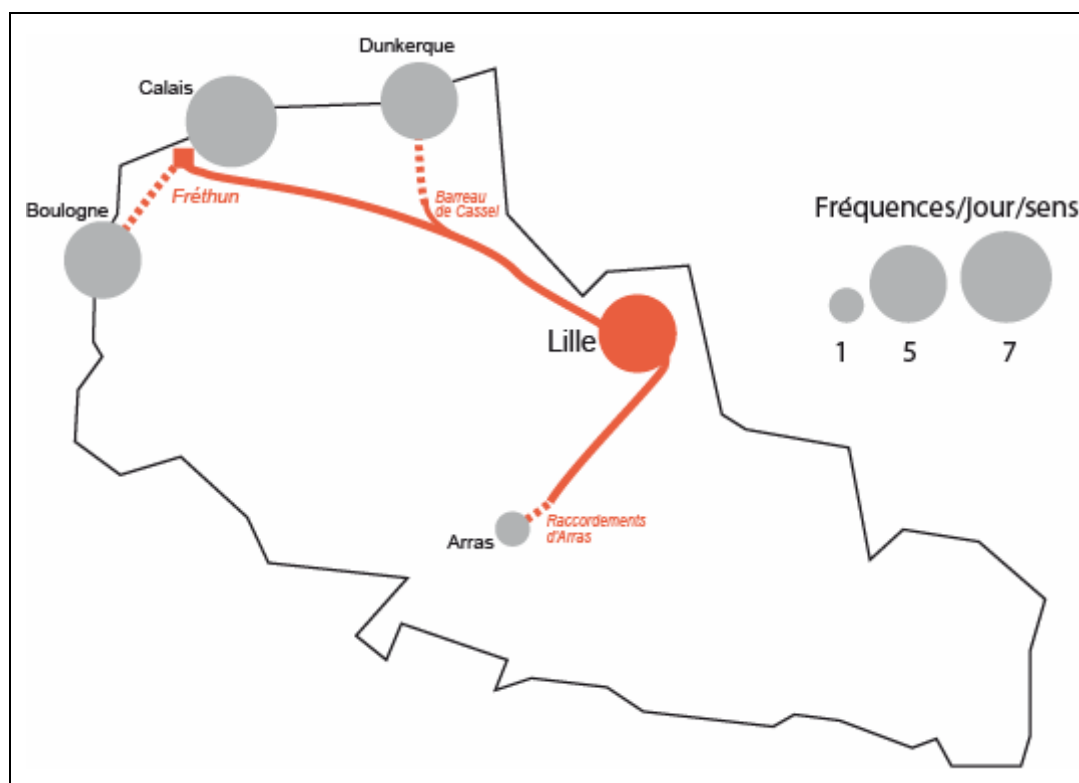 Dunkerque
Calais
Fréthun
Barreau
de Cassel
Boulogne
Fréquences/Jour/sens
1 5 7
Lille
Arras
Raccordements
d'Arras